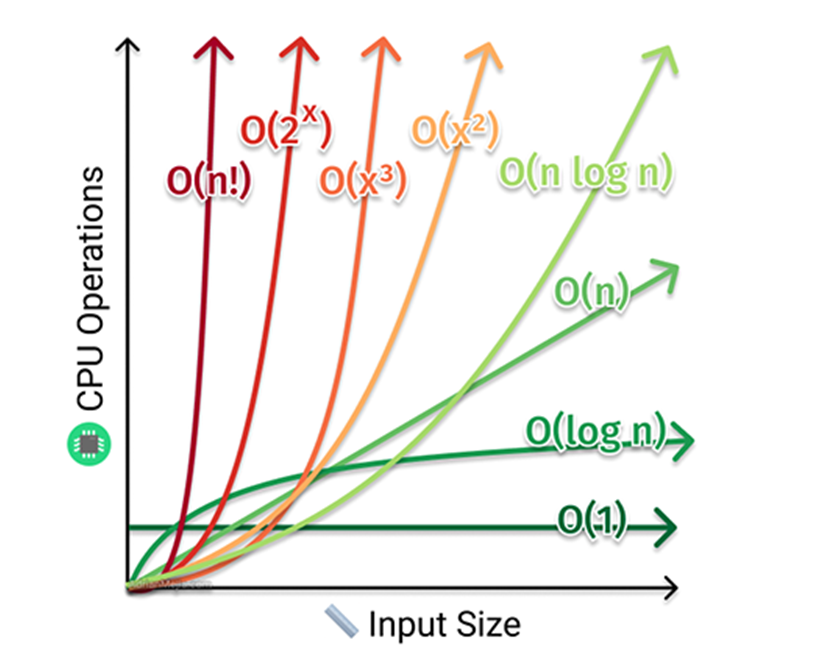 O(2ˣ)
O(x²)
O(n!)
O(x³)
O(n log n)
O(n)
CPU Operations
O(log n)
O(1)
Input Size